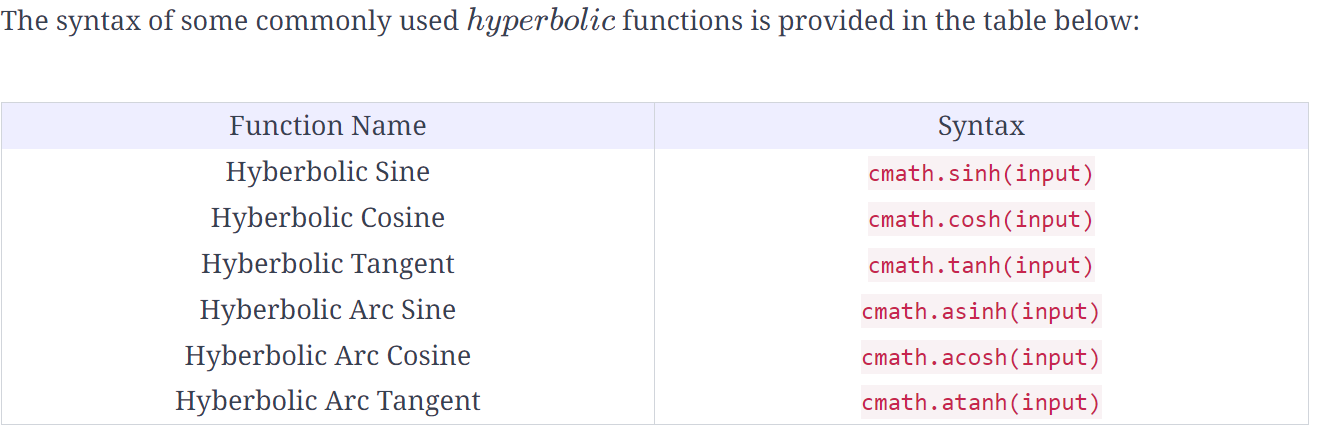 The syntax of some commonly used hyperbolic functions is provided in the table below:
Function Name Syntax
Hyberbolic Sine cmath.sinh(input)
Hyberbolic Cosine cmath.cosh(input)
Hyberbolic Tangent cmath.tanh(input)
Hyberbolic Arc Sine cmath.asinh(input)
Hyberbolic Arc Cosine cmath.acosh(input)
Hyberbolic Arc Tangent cmath.atanh(input)